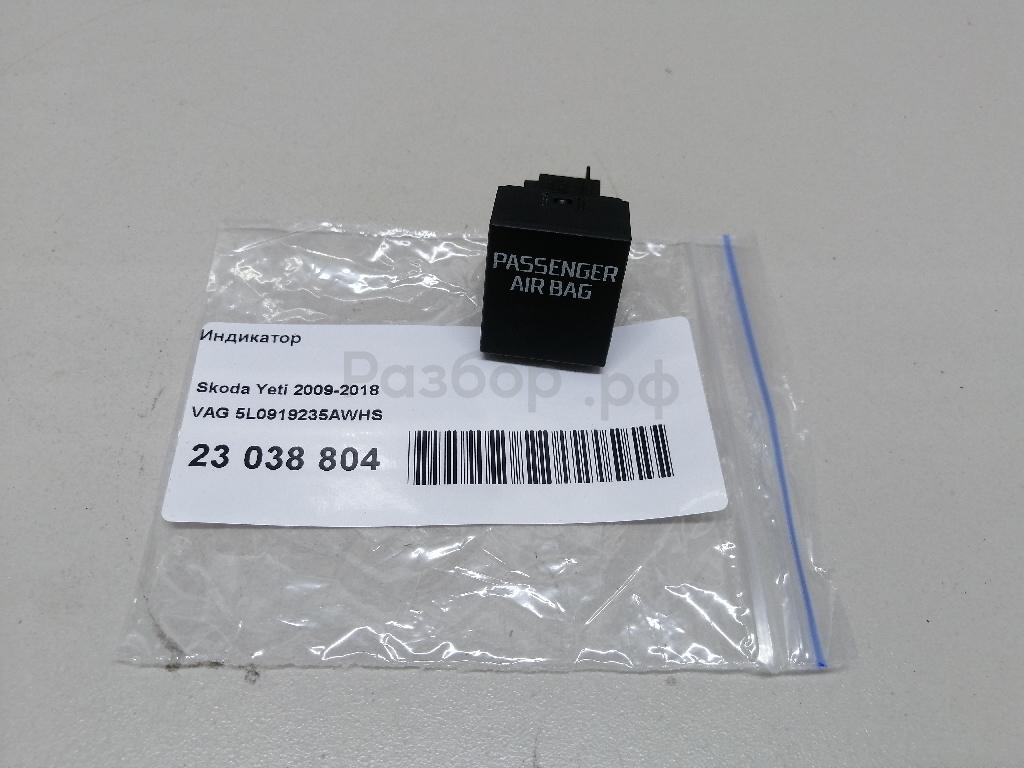 PASSENGER
AIR BAG
Индикатор
Разбор.рф
Skoda Yeti 2009-2018
VAG 5L0919235AWHS
23 038 804